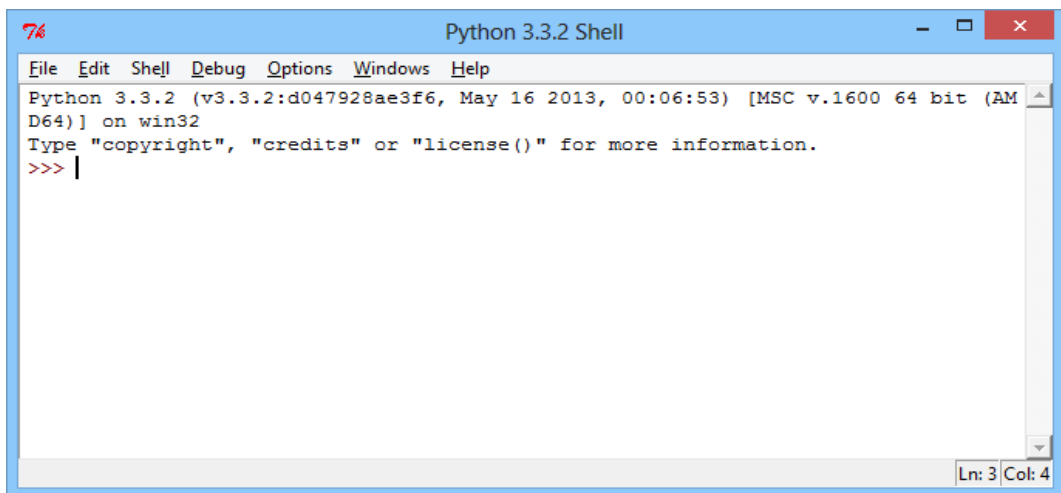 Python 3.3.2 Shell
File Edit Shell Debug Options Windows Help
Python 3.3.2 (v3.3.2:d047928ae3f6, May 16 2013, 00:06:53) [MSC v.1600 64 bit (AM
D64)] on win32
Type "copyright", "credits" or "license()" for more information.
>>>
Ln: 3 Col: 4